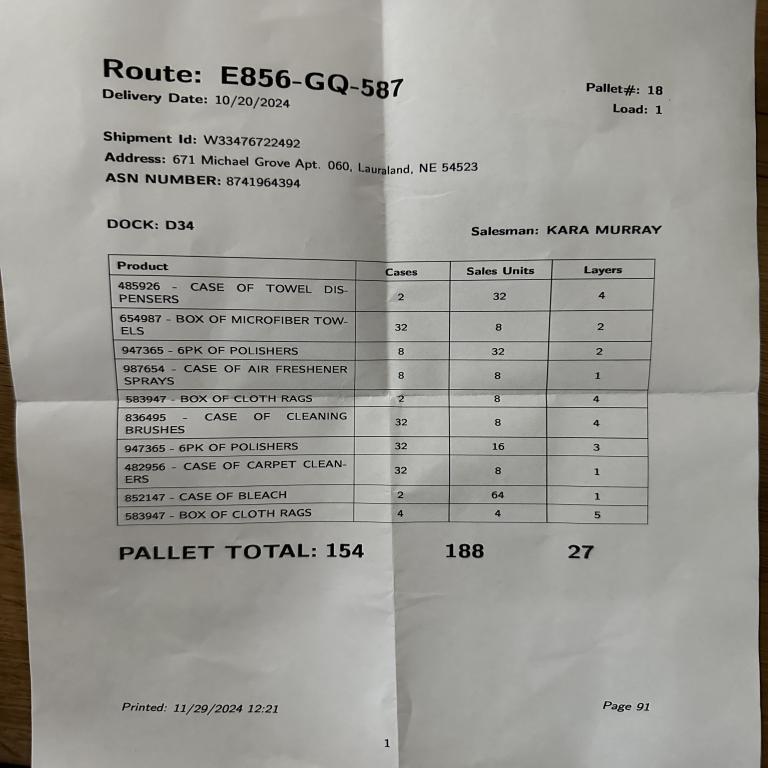 Route: E856-GQ-587
Pallet#: 18
Delivery Date: 10/20/2024
Load: 1
Shipment Id: W33476722492
Address: 671 Michael Grove Apt. 060, Lauraland, NE 54523
ASN NUMBER: 8741964394
DOCK: D34
Salesman: KARA MURRAY
Product Cases Sales Units Layers
485926 - CASE OF TOWEL DIS-
PENSERS 2 32 4
654987 - BOX OF MICROFIBER TOW-
ELS 32 8 2
947365 - 6PK OF POLISHERS 8 32 2
987654 - CASE OF AIR FRESHENER
SPRAYS 8 8 1
583947 - BOX OF CLOTH RAGS 2 8 4
836495 - CASE OF CLEANING
BRUSHES 32 8 4
947365 - 6PK OF POLISHERS 32 16 3
482956 - CASE OF CARPET CLEAN-
ERS 32 8 1
852147 - CASE OF BLEACH 2 64 1
583947 - BOX OF CLOTH RAGS 4 4 5
PALLET TOTAL: 154 188 27
Printed: 11/29/2024 12:21
Page 91
1